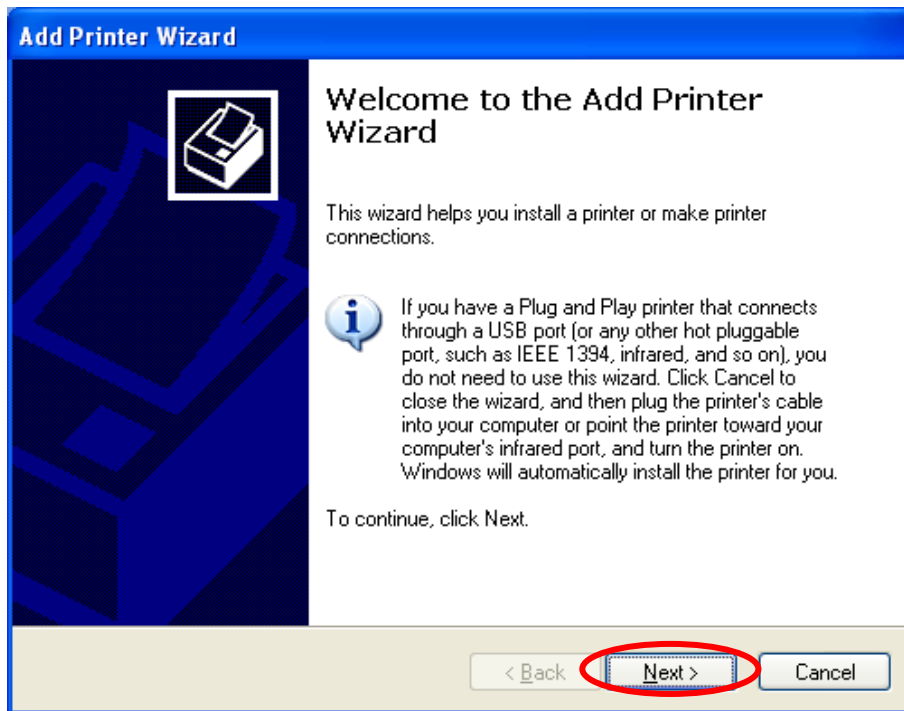 Add Printer Wizard
Welcome to the Add Printer
Wizard
This wizard helps you install a printer or make printer
connections.
If you have a Plug and Play printer that connects
through a USB port (or any other hot pluggable
port, such as IEEE 1394, infrared, and so on), you
do not need to use this wizard. Click Cancel to
close the wizard, and then plug the printer's cable
into your computer or point the printer toward your
computer's infrared port, and turn the printer on.
Windows will automatically install the printer for you.
To continue, click Next.
< Back Next > Cancel